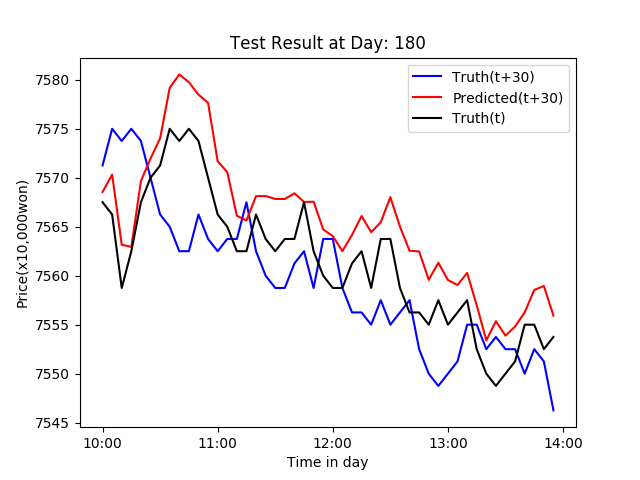 Test Result at Day: 180
Truth(t+30)
Predicted(t+30)
Truth(t)
Price(x10,000won)
7580
7575
7570
7565
7560
7555
7550
7545
10:00 11:00 12:00 13:00 14:00
Time in day